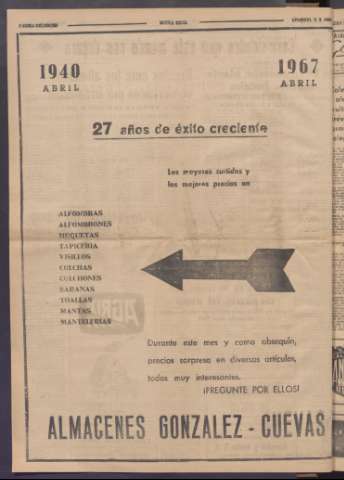 1940
ABRIL
1967
ABRIL
27 años de éxito creciente
Los mayores surtidos y
los mejores precios en
ALFOMBRAS
ALFOMBRONES
MOQUETAS
TAPICERIA
VISILLOS
COLCHAS
COLCHONES
SABANAS
TOALLAS
MANTAS
MANTELERIAS
Durante este mes y como obsequio,
precios sorpresa en diversos artículos,
todos muy interesantes.
¡PREGUNTE POR ELLOS!
ALMACENES GONZALEZ - CUEVAS